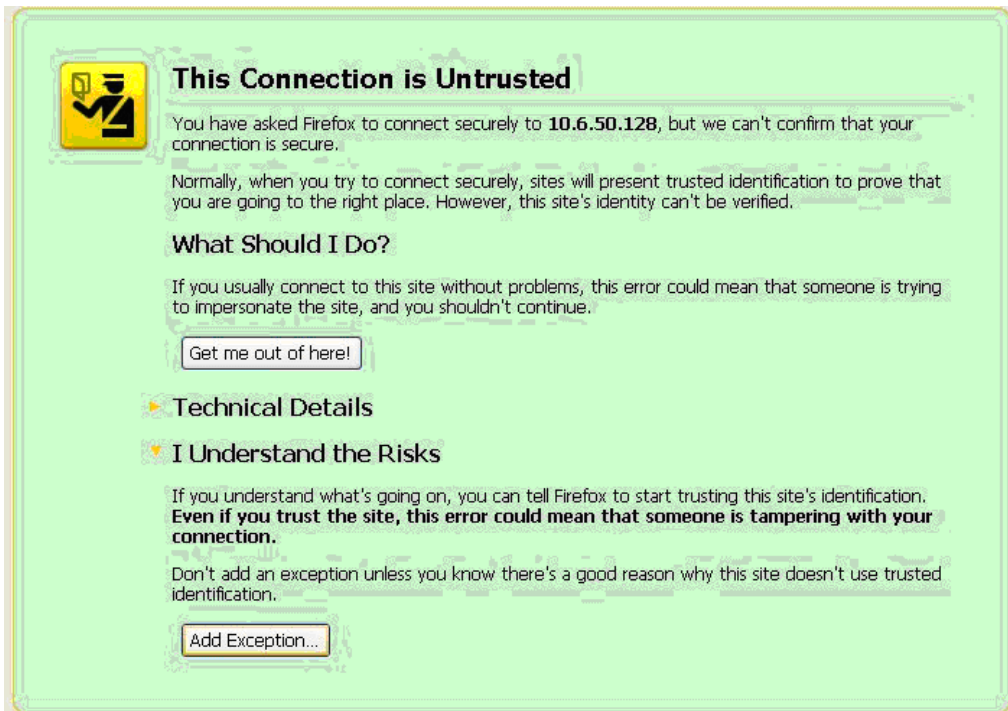 This Connection is Untrusted
You have asked Firefox to connect securely to 10.6.50.128, but we can't confirm that your
connection is secure.
Normally, when you try to connect securely, sites will present trusted identification to prove that
you are going to the right place. However, this site's identity can't be verified.
What Should I Do?
If you usually connect to this site without problems, this error could mean that someone is trying
to impersonate the site, and you shouldn't continue.
Get me out of here!
Technical Details
I Understand the Risks
If you understand what's going on, you can tell Firefox to start trusting this site's identification.
Even if you trust the site, this error could mean that someone is tampering with your
connection.
Don't add an exception unless you know there's a good reason why this site doesn't use trusted
identification.
Add Exception...